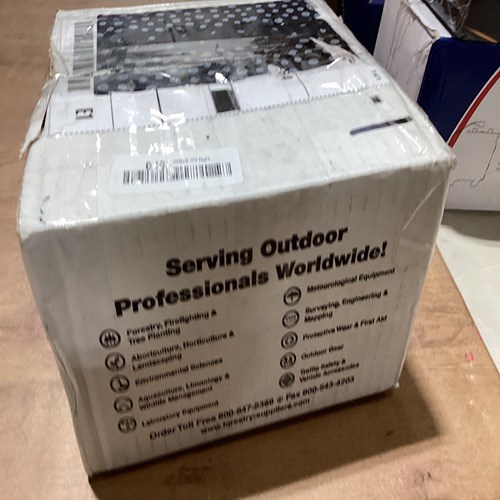 E1
Serving Outdoor
Professionals Worldwide!
Forestry, Firefighting &
Tree Planting
Arboriculture, Horticulture &
Landscaping
Environmental Sciences
Aquaculture, Limnology &
Wildlife Management
Laboratory Equipment
Meteorological Equipment
Surveying, Engineering &
Mapping
Protective Wear & First Aid
Outdoor Gear
Traffic Safety &
Vehicle Accessories
Order Toll Free 800-647-5368 • Fax 800-543-4203
www.forestry-suppliers.com